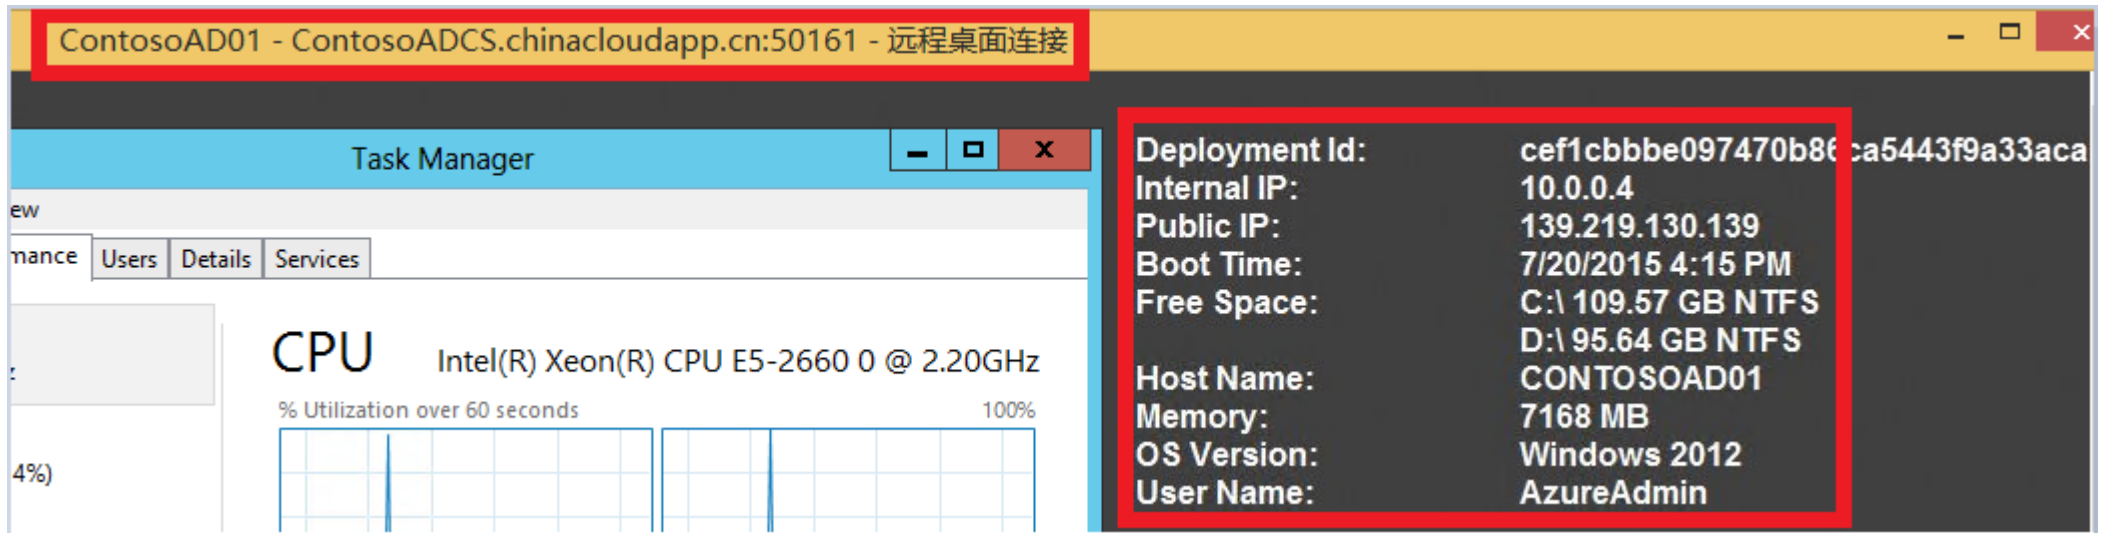 ContosoAD01 - ContosoADCS.chinacloudapp.cn:50161 - 远程桌面连接
Task Manager
ew
mance Users Details Services
CPU Intel(R) Xeon(R) CPU E5-2660 0 @ 2.20GHz
% Utilization over 60 seconds 100%
4%)
Deployment Id: cef1cbbbe097470b86ca5443f9a33aca
Internal IP: 10.0.0.4
Public IP: 139.219.130.139
Boot Time: 7/20/2015 4:15 PM
Free Space: C:\ 109.57 GB NTFS
D:\ 95.64 GB NTFS
Host Name: CONTOSOAD01
Memory: 7168 MB
OS Version: Windows 2012
User Name: AzureAdmin